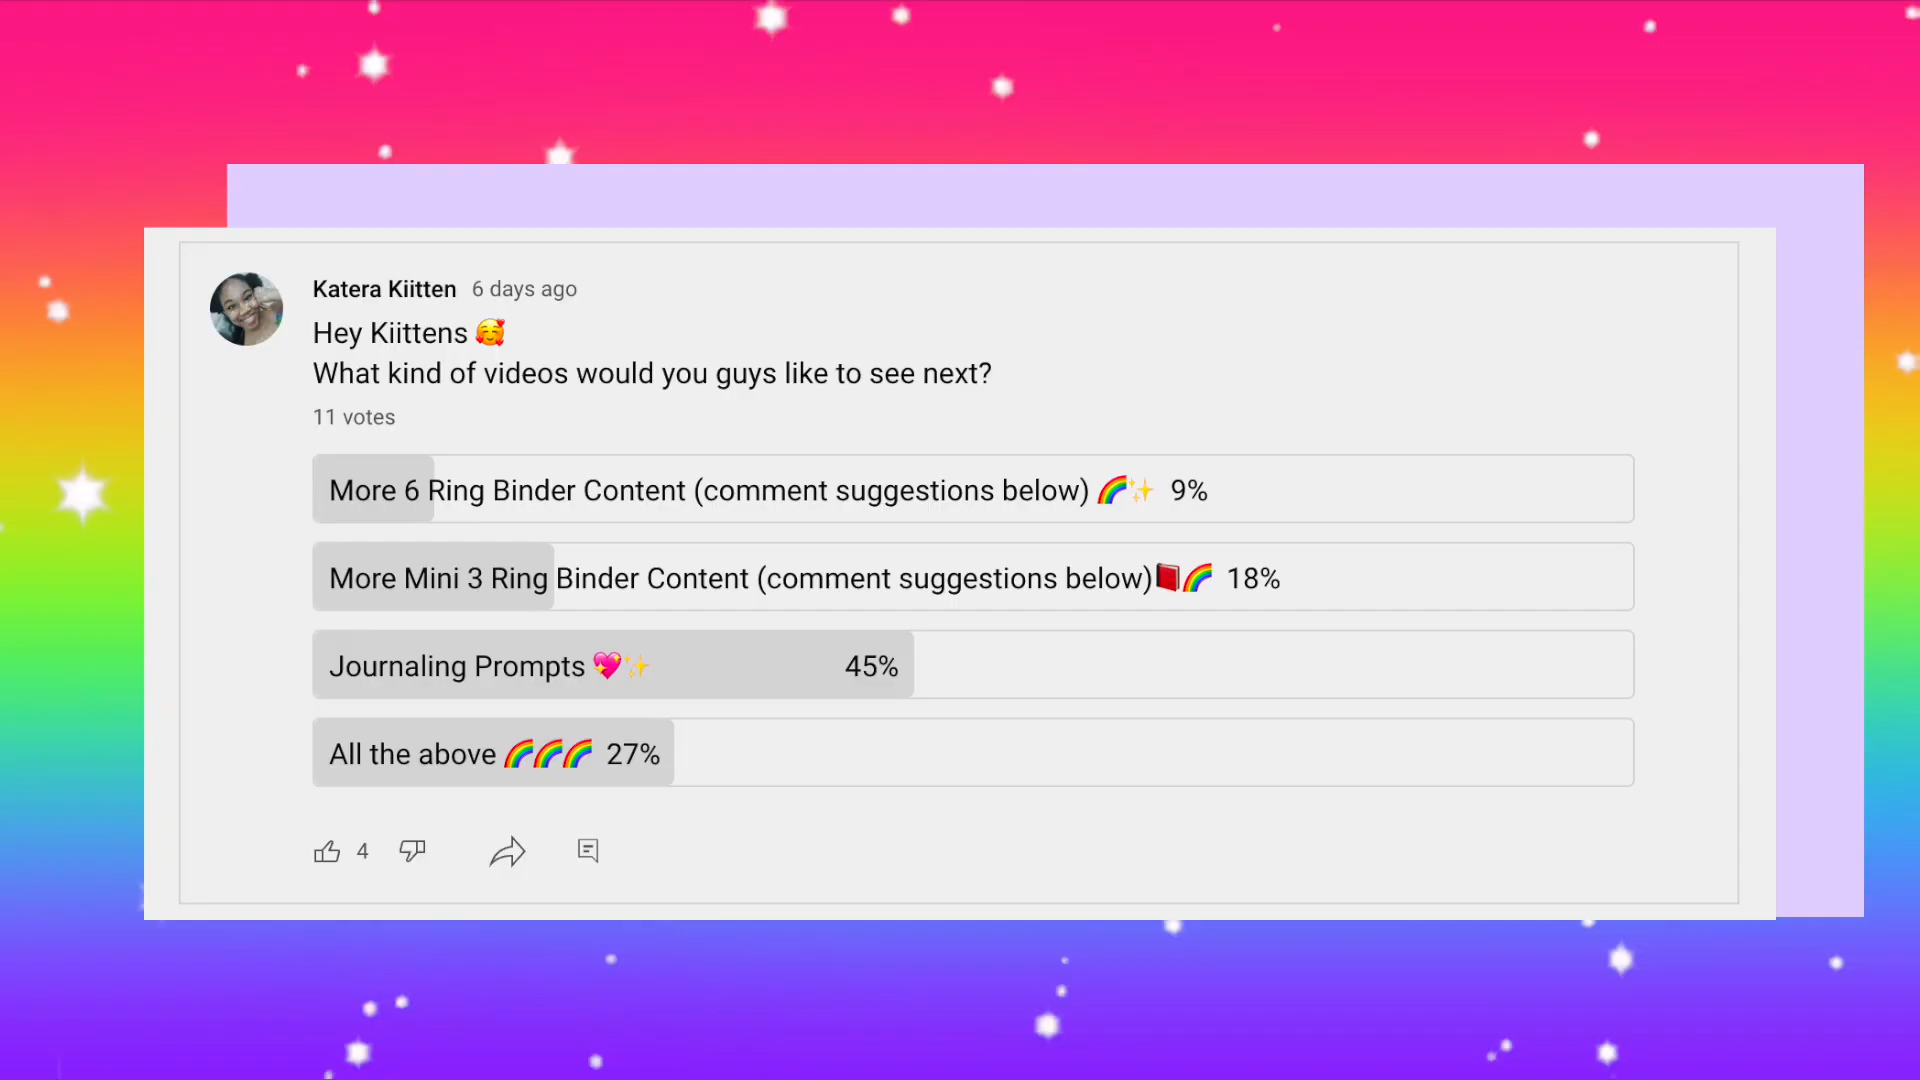 Katera Kiitten 6 days ago
Hey Kiittens 🥰
What kind of videos would you guys like to see next?
11 votes
More 6 Ring Binder Content (comment suggestions below) 🌈✨ 9%
More Mini 3 Ring Binder Content (comment suggestions below)📕🌈 18%
Journaling Prompts 💖✨ 45%
All the above 🌈🌈🌈 27%
4